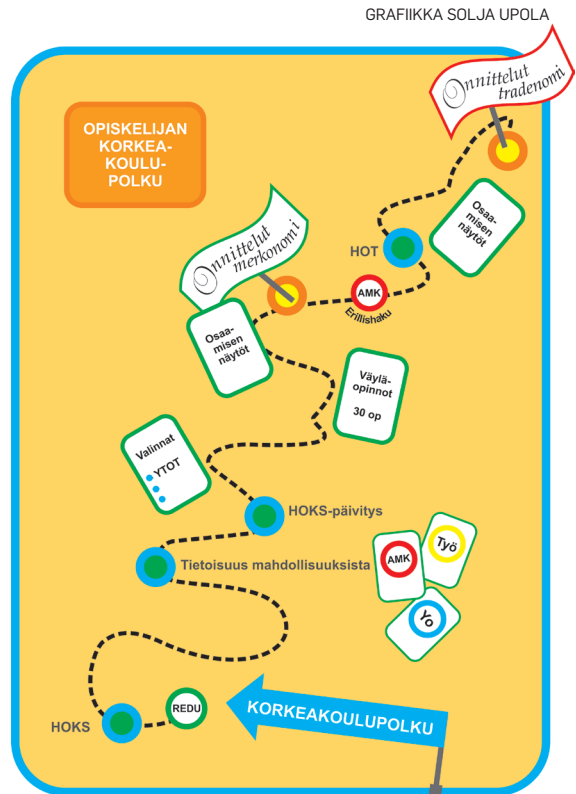 GRAFIIKKA SOLJA UPOLA
Onnittelut
tradenomi
OPISKELIJAN
KORKEA-
KOULU-
POLKU
Osaa-
misen
näytöt
HOT
Onnittelut
merkonomi
AMK
Erillishaku
Osaa-
misen
näytöt
Väylä-
opinnot
30 op
Valinnat
YTOT
HOKS-päivitys
Työ
AMK
Tietoisuus mahdollisuuksista
Yo
REDU
KORKEAKOULUPOLKU
HOKS